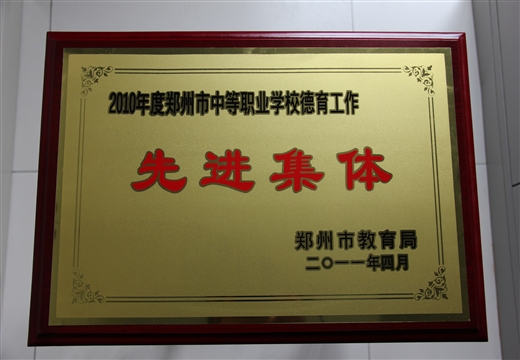 2010年度郑州市中等职业学校德育工作
先进集体
郑州市教育局
二〇一一年四月